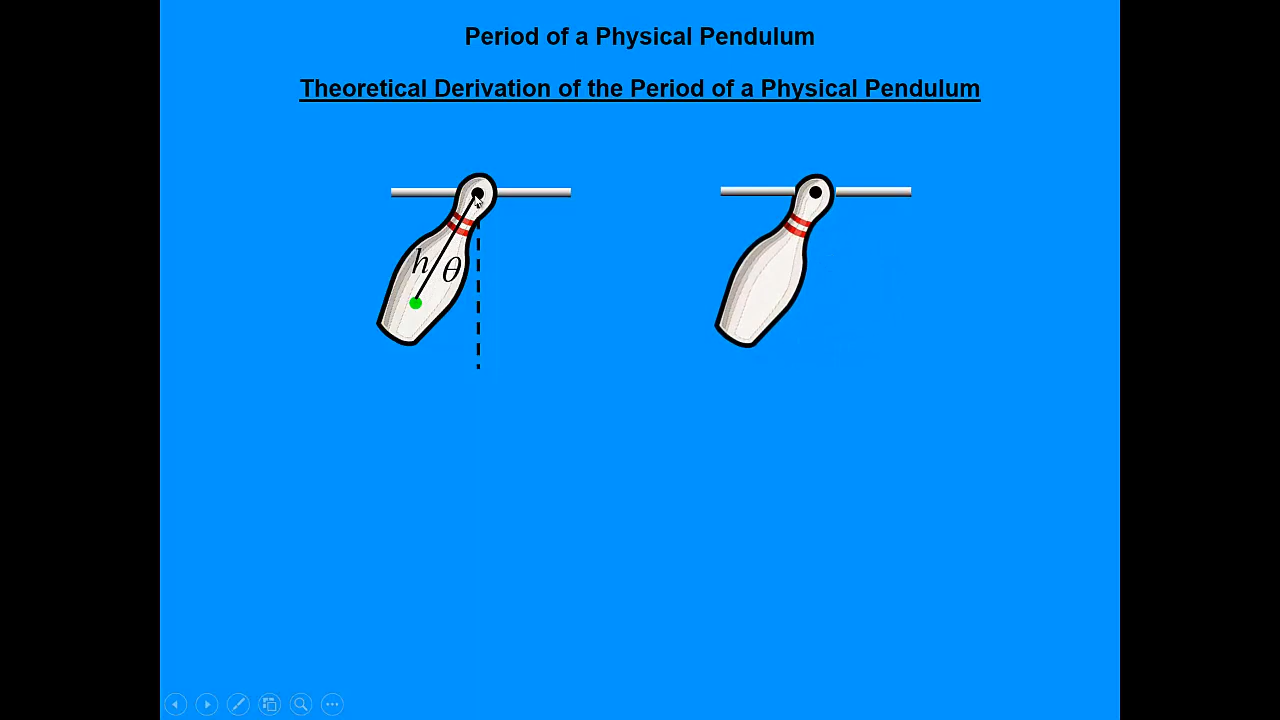 Period of a Physical Pendulum
Theoretical Derivation of the Period of a Physical Pendulum
h
θ